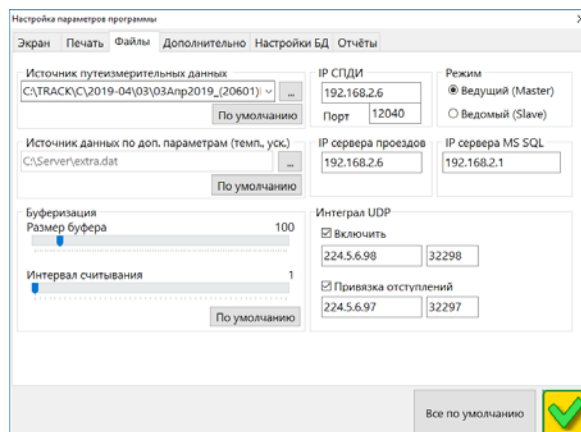 Настройка параметров программы
Экран Печать Файлы Дополнительно Настройки БД Отчёты
Источник путеизмерительных данных
C:\TRACK\C\2019-04\03\03Апр2019_(20601)
...
По умолчанию
IP СПДИ
192.168.2.6
Порт 12040
Режим
Ведущий (Master)
Ведомый (Slave)
Источник данных по доп. параметрам (темп., уск.)
C:\Server\extra.dat
...
По умолчанию
IP сервера проездов
192.168.2.6
IP сервера MS SQL
192.168.2.1
Буферизация
Размер буфера 100
Интервал считывания 1
По умолчанию
Интеграл UDP
Включить
224.5.6.98 32298
Привязка отступлений
224.5.6.97 32297
Все по умолчанию